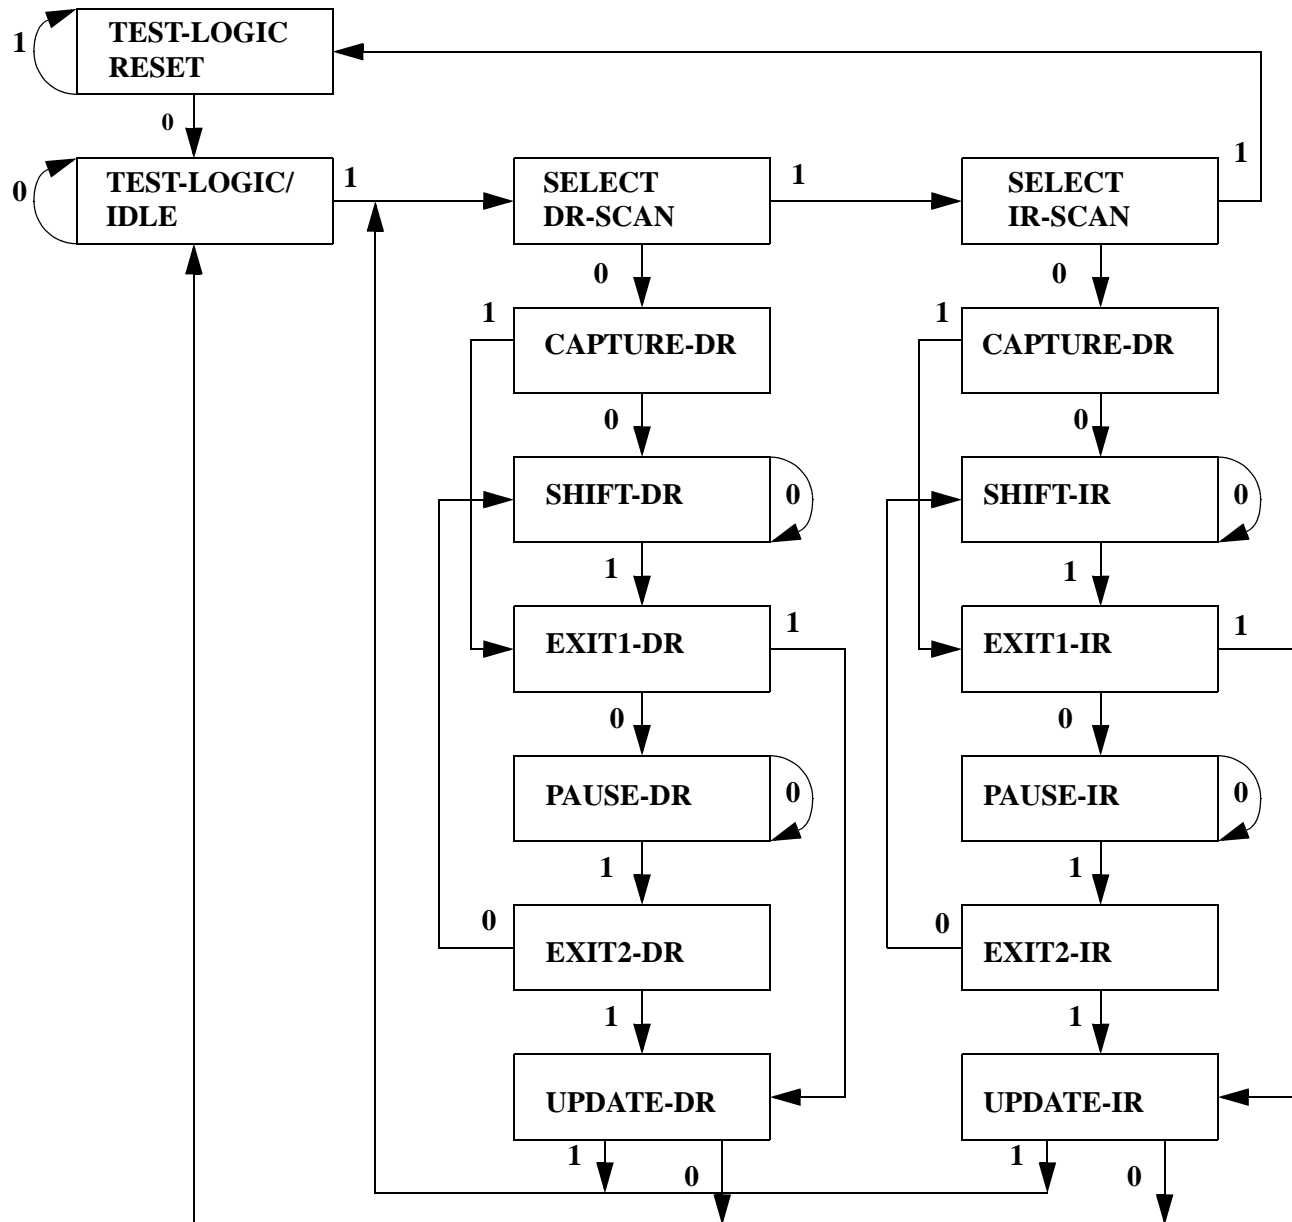 TEST-LOGIC
RESET
1
0
TEST-LOGIC/
IDLE
0
1
SELECT
DR-SCAN
1
SELECT
IR-SCAN
1
0
0
1
CAPTURE-DR
1
CAPTURE-DR
0
0
SHIFT-DR
0
SHIFT-IR
0
1
1
EXIT1-DR
1
EXIT1-IR
1
0
0
PAUSE-DR
0
PAUSE-IR
0
1
1
0
EXIT2-DR
0
EXIT2-IR
1
1
UPDATE-DR
UPDATE-IR
1
0
1
0